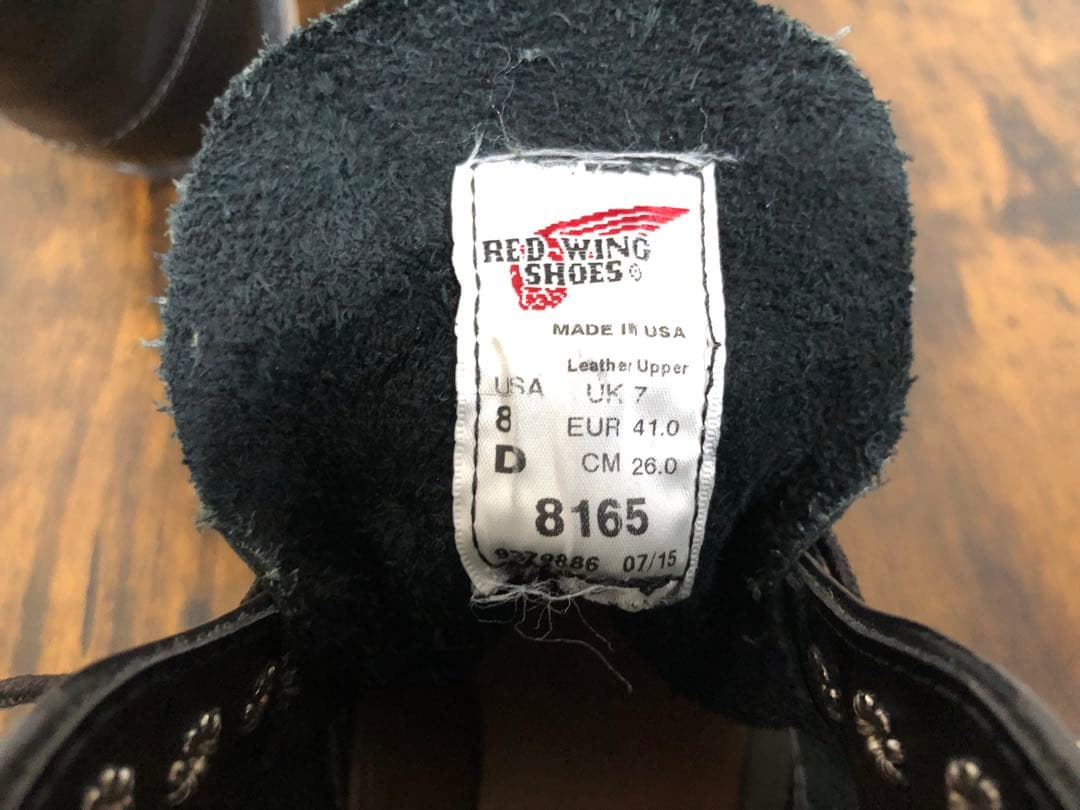 RED WING
SHOES ®
MADE IN USA
Leather Upper
USA UK 7
8 EUR 41.0
D CM 26.0
8165
07/15